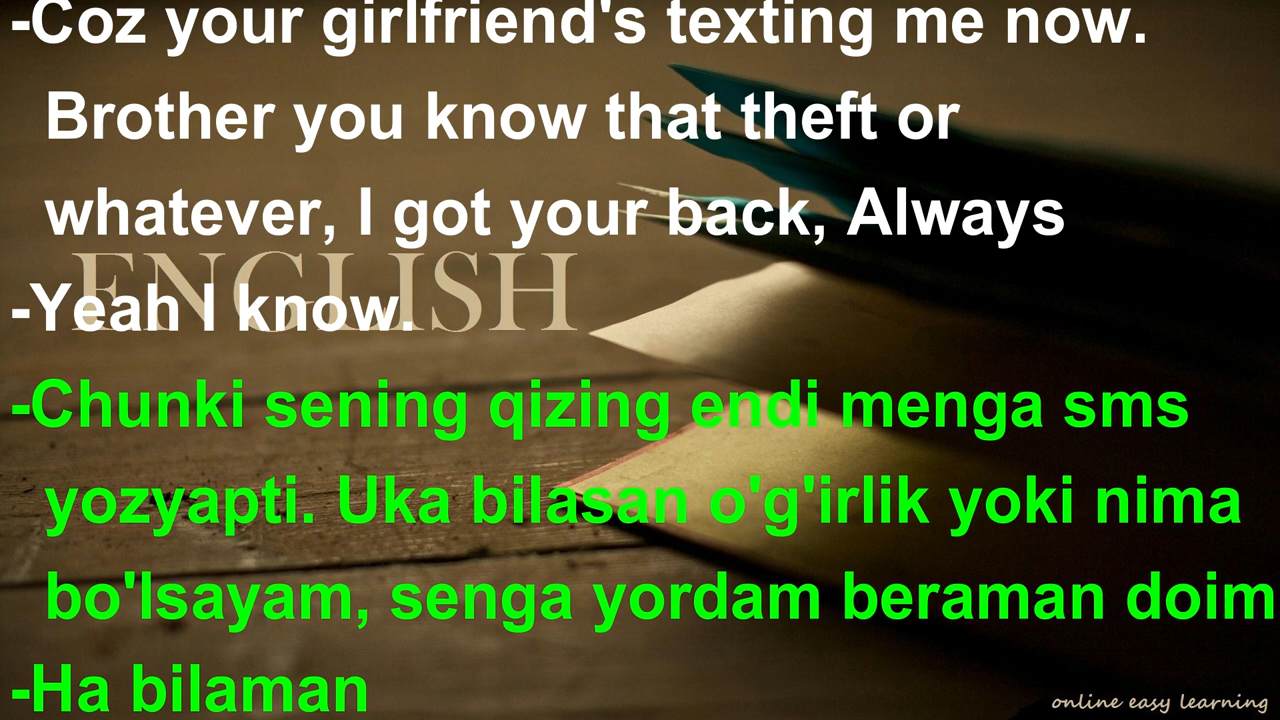 -Coz your girlfriend's texting me now.
Brother you know that theft or
whatever, I got your back, Always
ENGLISH
-Yeah I know.
-Chunki sening qizing endi menga sms
yozyapti. Uka bilasan o'g'irlik yoki nima
bo'lsayam, senga yordam beraman doim
-Ha bilaman
online easy learning